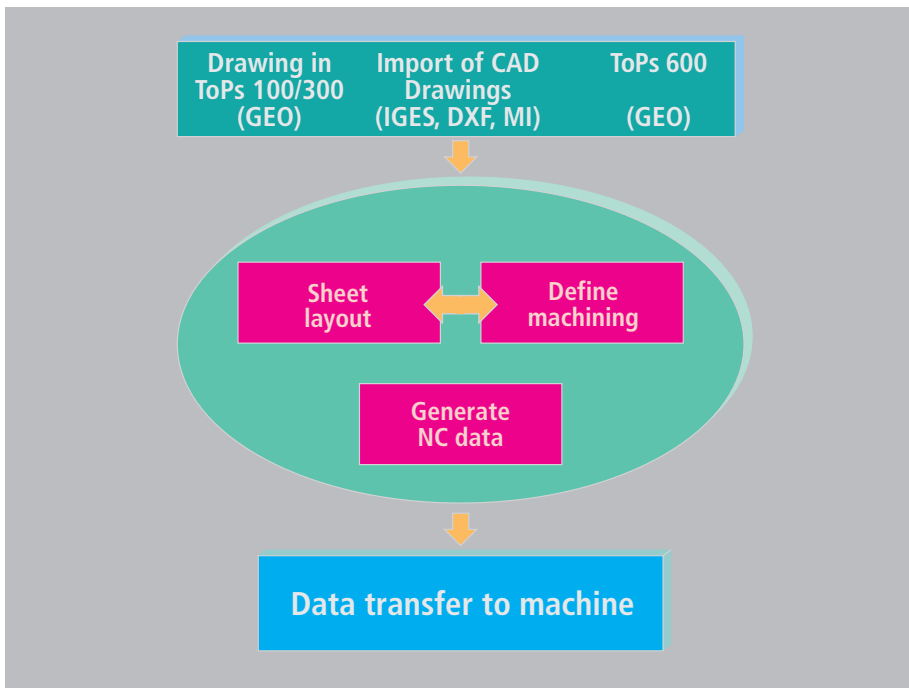 Drawing in
ToPs 100/300
(GEO)
Import of CAD
Drawings
(IGES, DXF, MI)
ToPs 600
(GEO)
Sheet
layout
Define
machining
Generate
NC data
Data transfer to machine